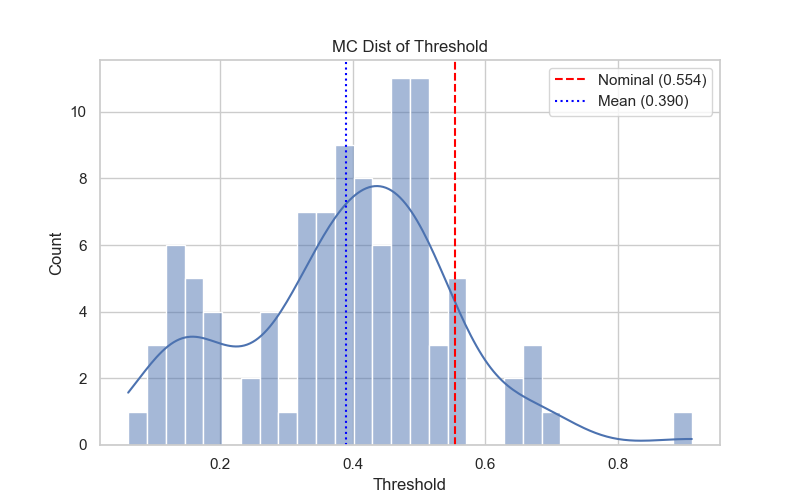 MC Dist of Threshold
Nominal (0.554)
Mean (0.390)
Count
10
8
6
4
2
0
0.2
0.4
0.6
0.8
Threshold